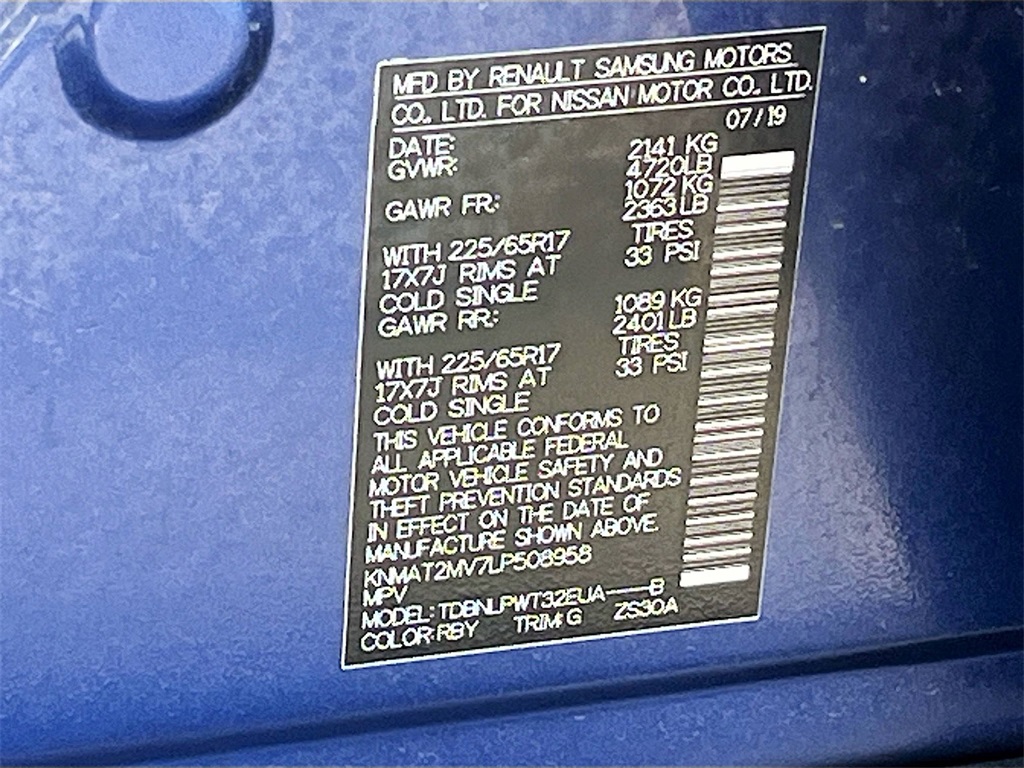 MFD BY RENAULT SAMSUNG MOTORS
CO., LTD. FOR NISSAN MOTOR CO., LTD.
DATE: 07/19
GVWR: 2141 KG
4720LB
GAWR FR: 1072 KG
2363LB
WITH 225/65R17 TIRES
17X7J RIMS AT 33 PSI
COLD SINGLE
GAWR RR: 1089 KG
2401LB
WITH 225/65R17 TIRES
17X7J RIMS AT 33 PSI
COLD SINGLE
THIS VEHICLE CONFORMS TO
ALL APPLICABLE FEDERAL
MOTOR VEHICLE SAFETY AND
THEFT PREVENTION STANDARDS
IN EFFECT ON THE DATE OF
MANUFACTURE SHOWN ABOVE.
KNMAT2MV7LP508958
MPV
MODEL: TDBNLPWT32EUA----B
COLOR: RBY TRIM: G ZS30A